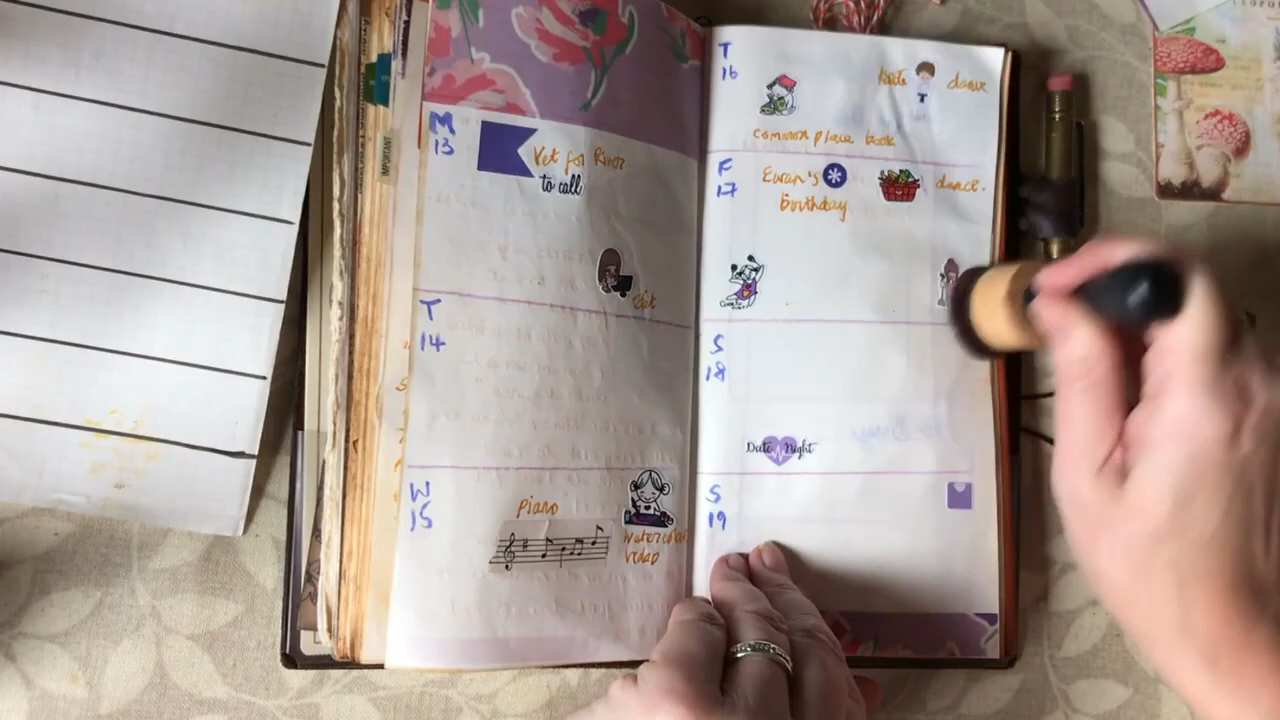 IMPORTANT
M
13
Vet for River
to call
Edit
T
14
W
15
Piano
Watercolour
video
T
16
dance
common place book
F
17
Ewan's
birthday
dance.
S
18
Date Night
S
19